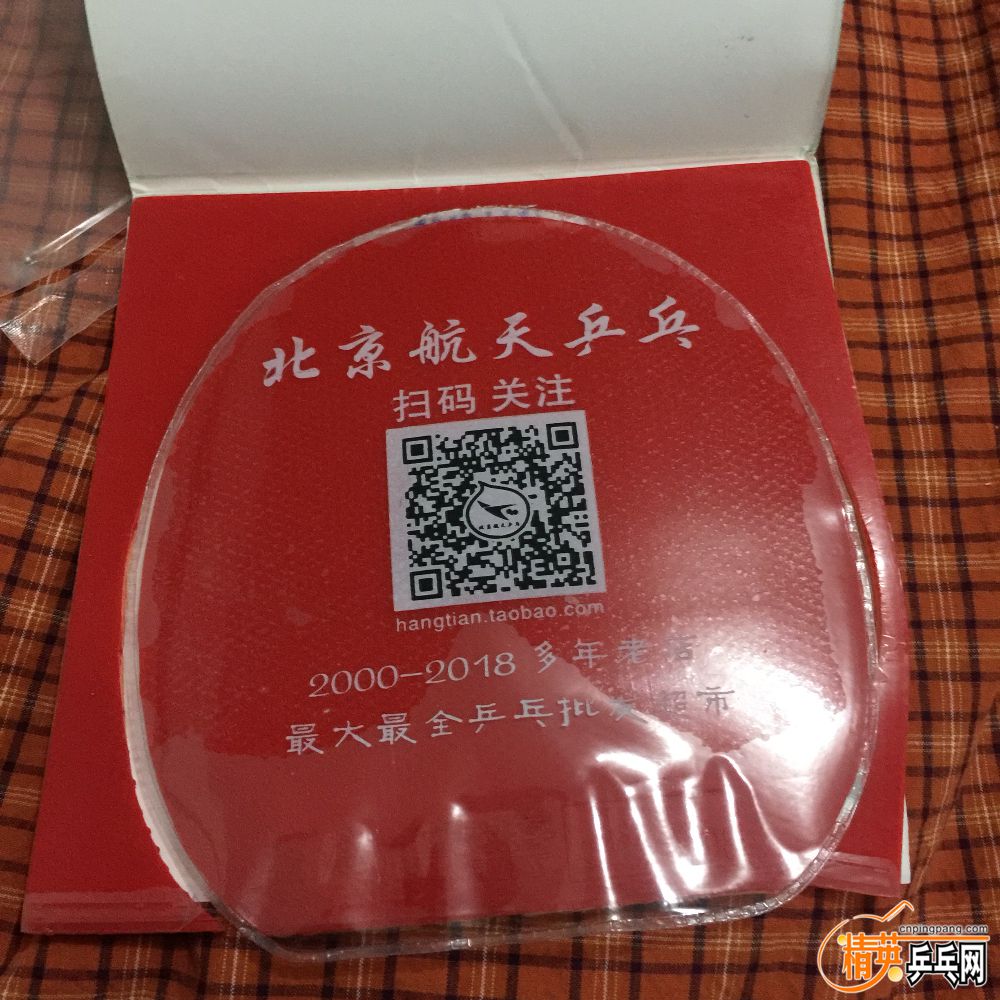 北京航天乒乓
扫码 关注
hangtian.taobao.com
2000-2018 多年老店
最大最全乒乓批发超市
cnpingpang.com
精英乒乓网